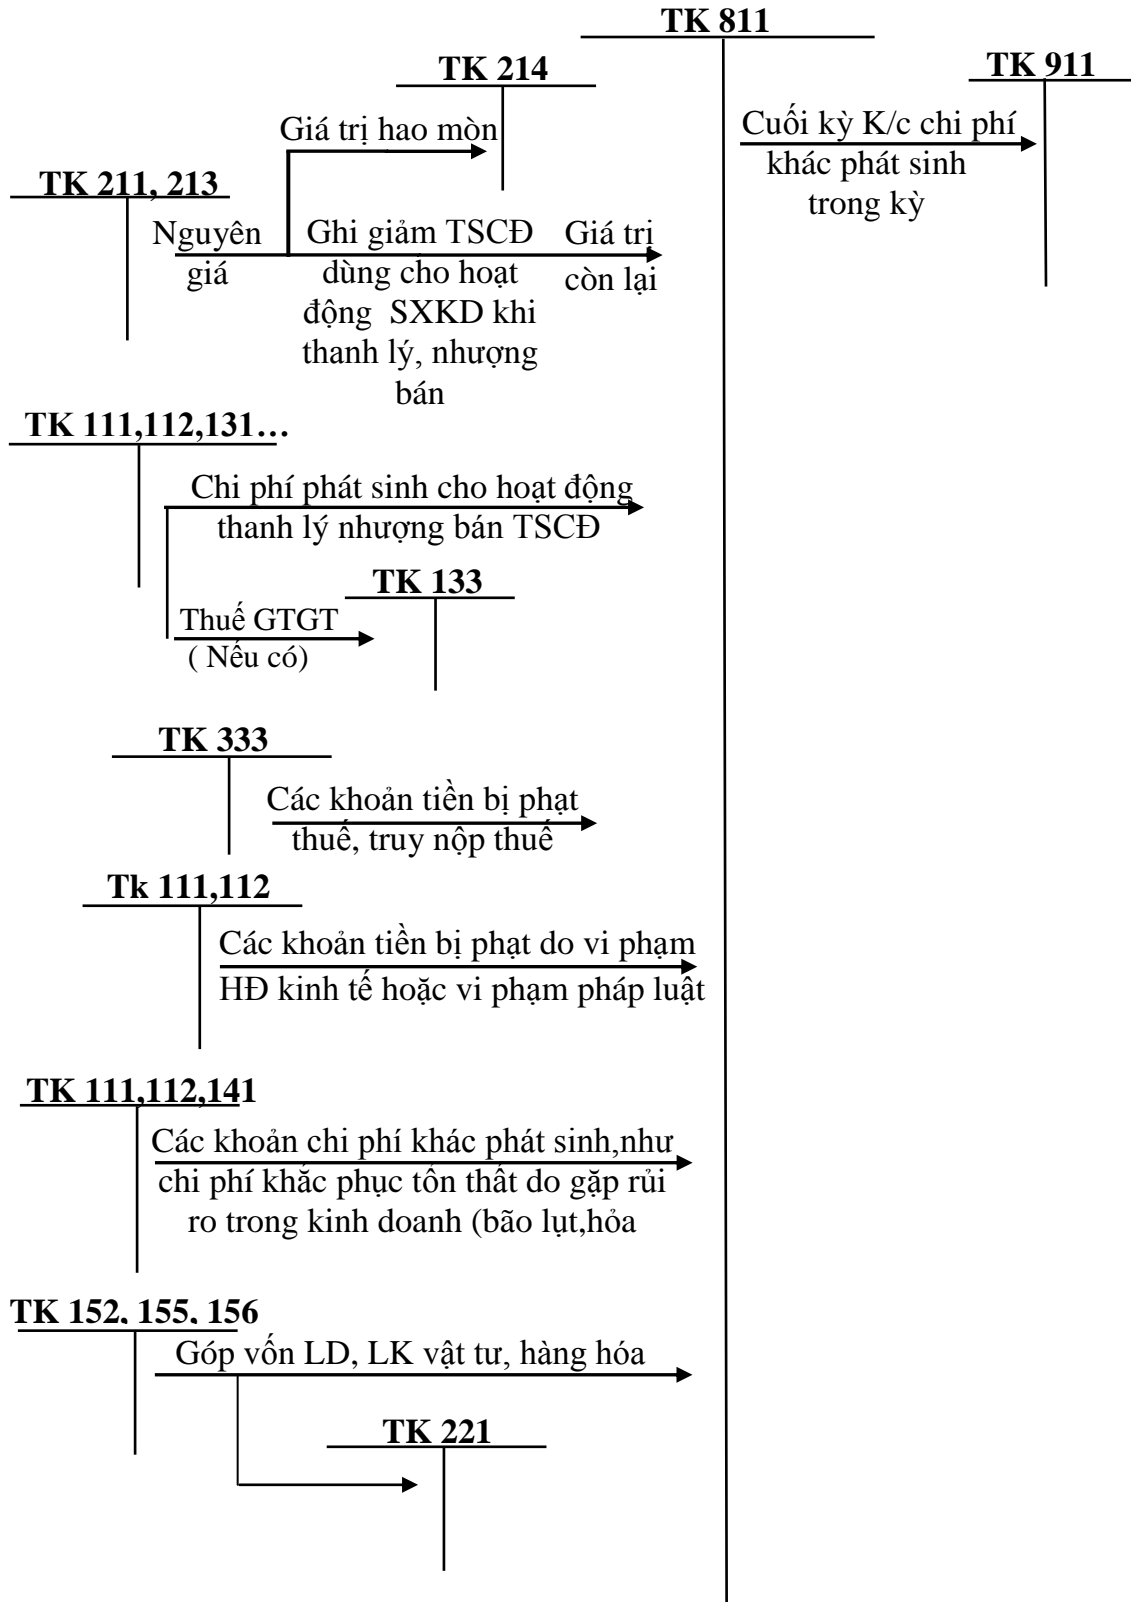 TK 811
TK 214
TK 911
Giá trị hao mòn
Cuối kỳ K/c chi phí
khác phát sinh
trong kỳ
TK 211, 213
Nguyên
giá
Ghi giảm TSCĐ
dùng cho hoạt
động SXKD khi
thanh lý, nhượng
bán
Giá trị
còn lại
TK 111,112,131…
Chi phí phát sinh cho hoạt động
thanh lý nhượng bán TSCĐ
TK 133
Thuế GTGT
( Nếu có)
TK 333
Các khoản tiền bị phạt
thuế, truy nộp thuế
Tk 111,112
Các khoản tiền bị phạt do vi phạm
HĐ kinh tế hoặc vi phạm pháp luật
TK 111,112,141
Các khoản chi phí khác phát sinh,như
chi phí khắc phục tổn thất do gặp rủi
ro trong kinh doanh (bão lụt,hỏa
TK 152, 155, 156
Góp vốn LD, LK vật tư, hàng hóa
TK 221